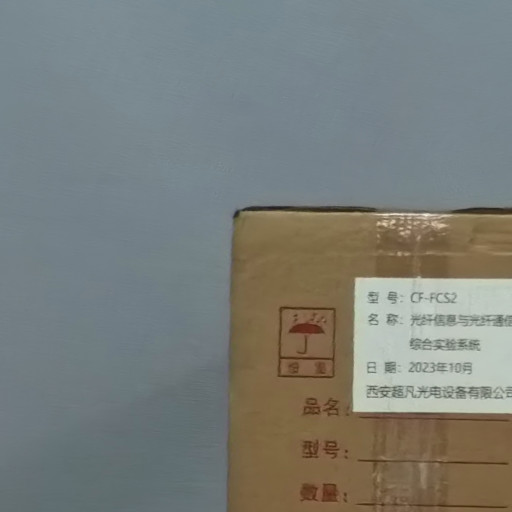 型 号：CF-FCS2
名 称：光纤信息与光纤通信
综合实验系统
日 期：2023年10月
西安超凡光电设备有限公司
品名：
型号：
数量：